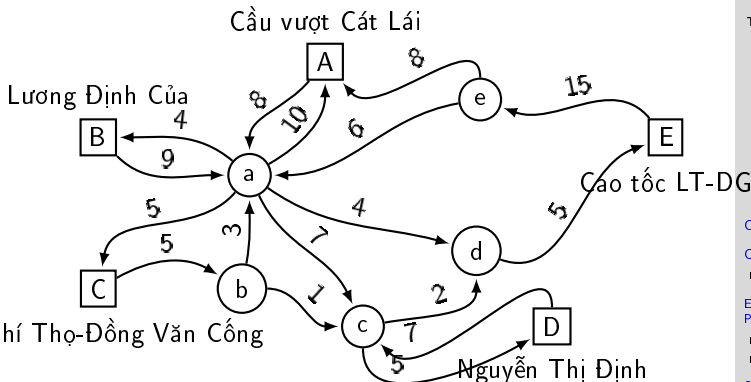 Cầu vượt Cát Lái
A
8
8
10
e
15
Lương Định Của
B
4
9
6
E
a
Cao tốc LT-DG
5
4
5
3
7
5
d
C
b
1
2
c
7
D
hí Thọ-Đồng Văn Cống
5
Nguyễn Thị Định